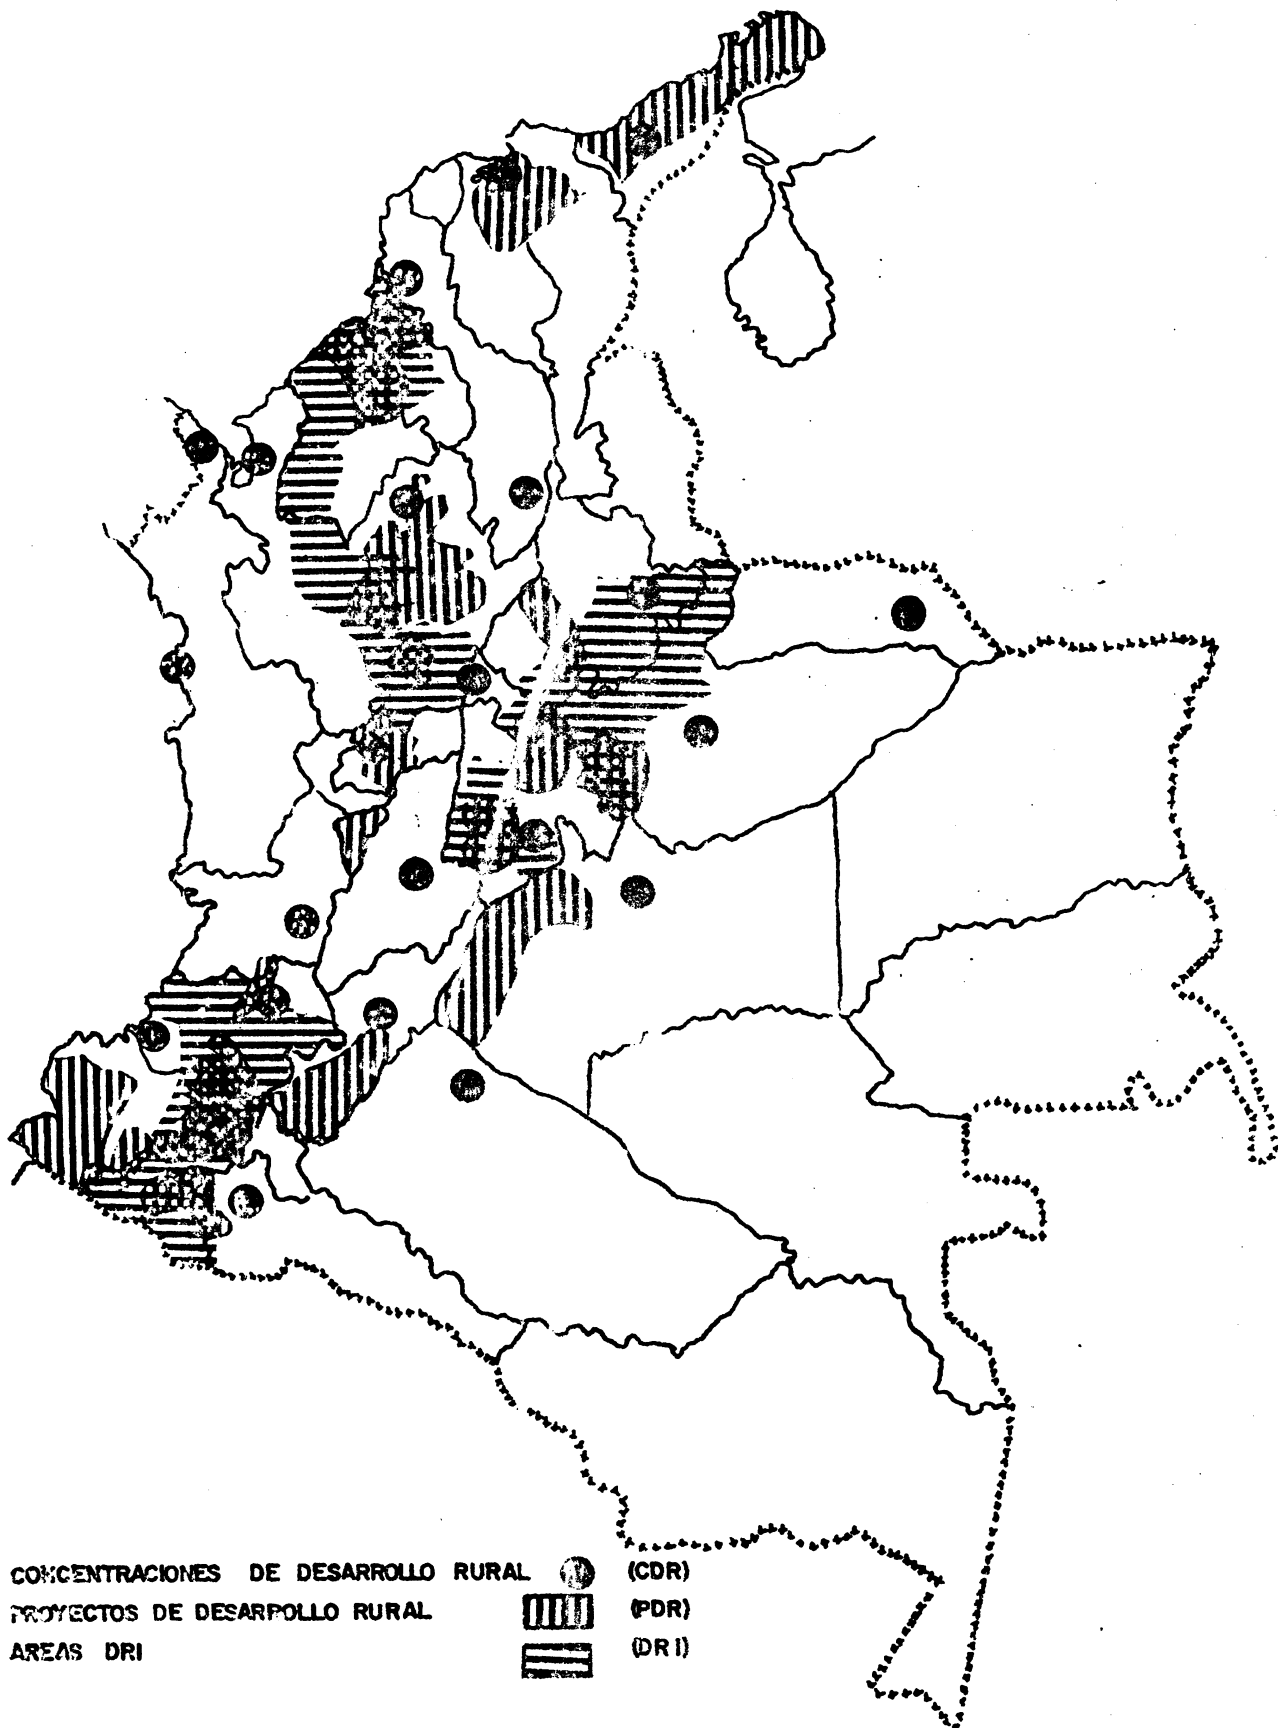 CONCENTRACIONES DE DESARROLLO RURAL (CDR)
PROYECTOS DE DESARROLLO RURAL (PDR)
AREAS DRI (DRI)